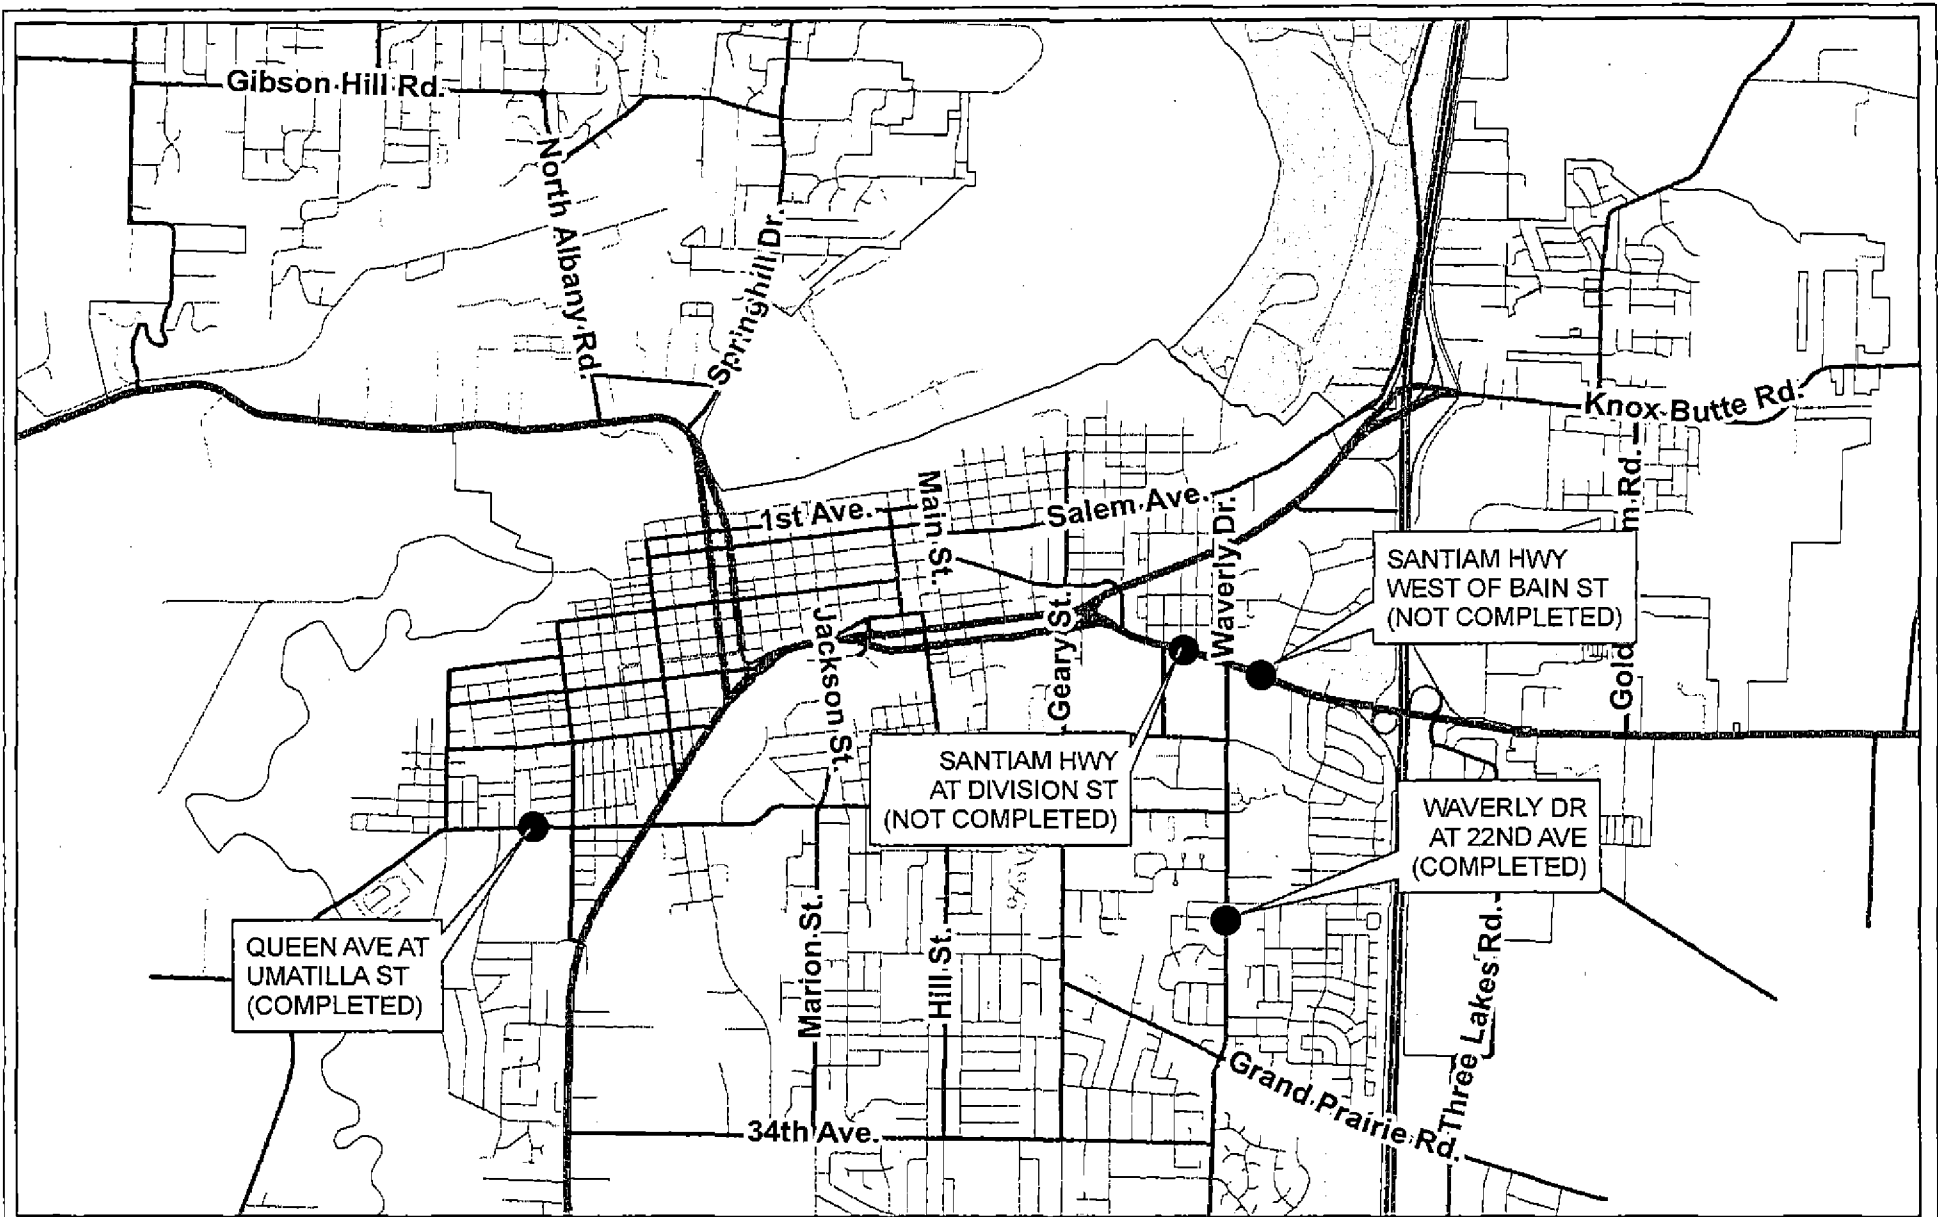 Gibson Hill Rd.
North Albany Rd.
Springhill Dr.
Knox Butte Rd.
Main St.
1st Ave.
Salem Ave.
Waverly Dr.
m Rd.
SANTIAM HWY
WEST OF BAIN ST
(NOT COMPLETED)
Jackson St.
Geary St.
Gold
SANTIAM HWY
AT DIVISION ST
(NOT COMPLETED)
WAVERLY DR
AT 22ND AVE
(COMPLETED)
QUEEN AVE AT
UMATILLA ST
(COMPLETED)
Marion St.
Hill St.
Three Lakes Rd.
Grand Prairie Rd.
34th Ave.